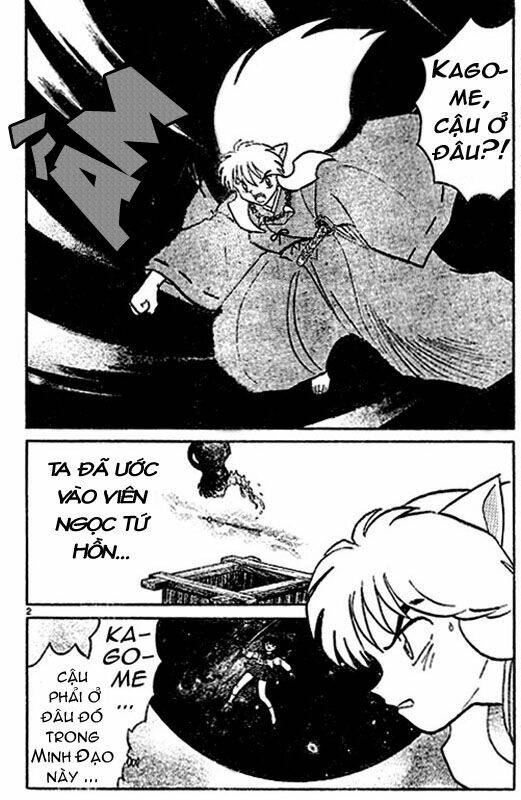 KAGO-
ME,
CẬU Ở
ĐÂU?!
ẦM
TA ĐÃ ƯỚC
VÀO VIÊN
NGỌC TỨ
HỒN...
2
KA-
GO-
ME
...
CẬU
PHẢI Ở
ĐÂU ĐÓ
TRONG
MINH ĐẠO
NÀY ...